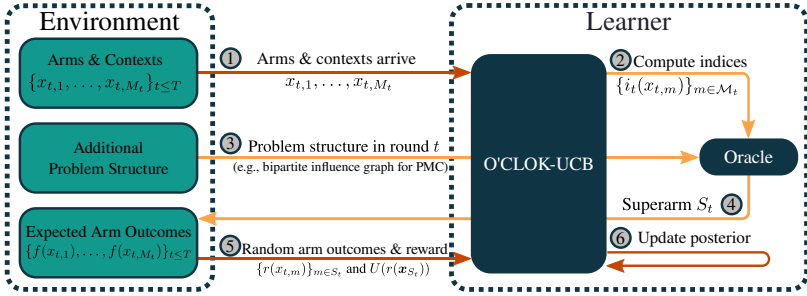 Environment
Learner
Arms & Contexts
{x_{t,1}, . . . , x_{t,M_t}}_{t≤T}
1
Arms & contexts arrive
x_{t,1}, . . . , x_{t,M_t}
2
Compute indices
{i_t(x_{t,m})}_{m∈ℳ_t}
Additional
Problem Structure
3
Problem structure in round t
(e.g., bipartite influence graph for PMC)
O'CLOK-UCB
Oracle
Superarm S_t
4
Expected Arm Outcomes
{f(x_{t,1}), . . . , f(x_{t,M_t})}_{t≤T}
5
Random arm outcomes & reward
{r(x_{t,m})}_{m∈S_t} and U(r(𝒙_{S_t}))
6
Update posterior